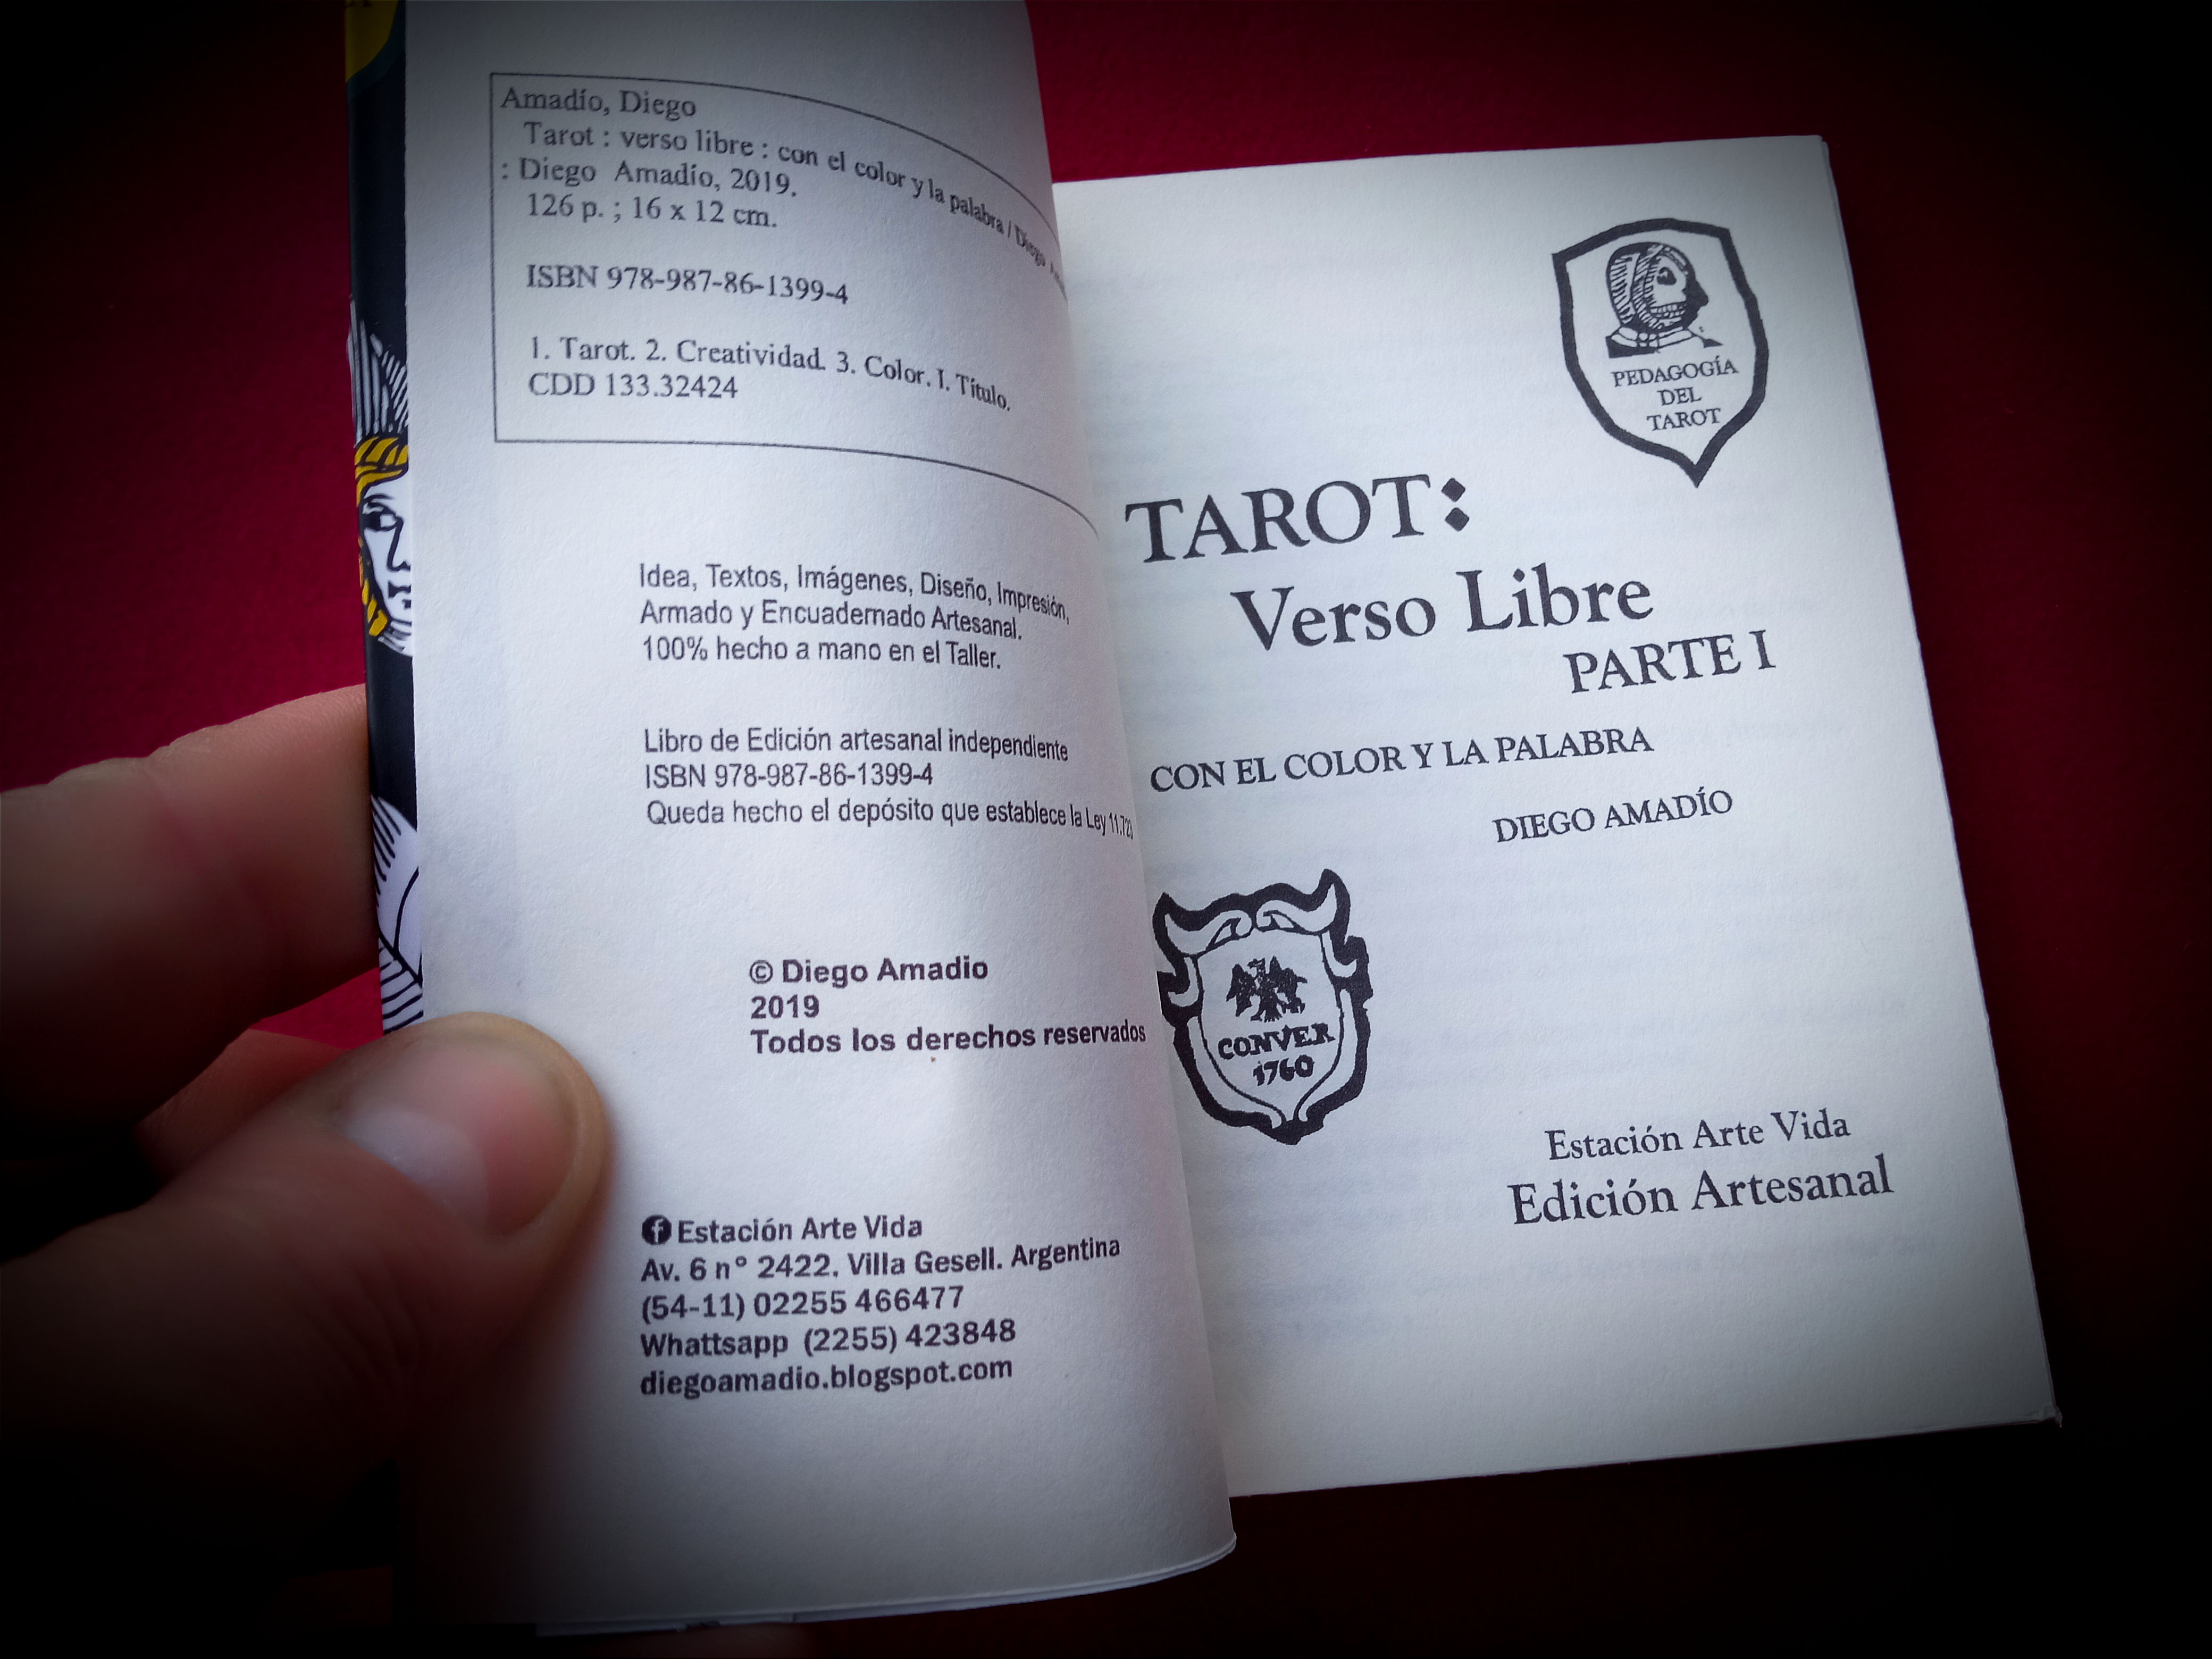 Amadío, Diego
Tarot : verso libre : con el color y la palabra / Diego
: Diego Amadío, 2019.
126 p. ; 16 x 12 cm.
ISBN 978-987-86-1399-4
1. Tarot. 2. Creatividad. 3. Color. I. Título.
CDD 133.32424
Idea, Textos, Imágenes, Diseño, Impresión,
Armado y Encuadernado Artesanal.
100% hecho a mano en el Taller.
Libro de Edición artesanal independiente
ISBN 978-987-86-1399-4
Queda hecho el depósito que establece la Ley 11.723
© Diego Amadio
2019
Todos los derechos reservados
Estación Arte Vida
Av. 6 n° 2422. Villa Gesell. Argentina
(54-11) 02255 466477
Whattsapp (2255) 423848
diegoamadio.blogspot.com
PEDAGOGÍA
DEL
TAROT
TAROT:
Verso Libre
PARTE I
CON EL COLOR Y LA PALABRA
DIEGO AMADÍO
CONVER
1760
Estación Arte Vida
Edición Artesanal